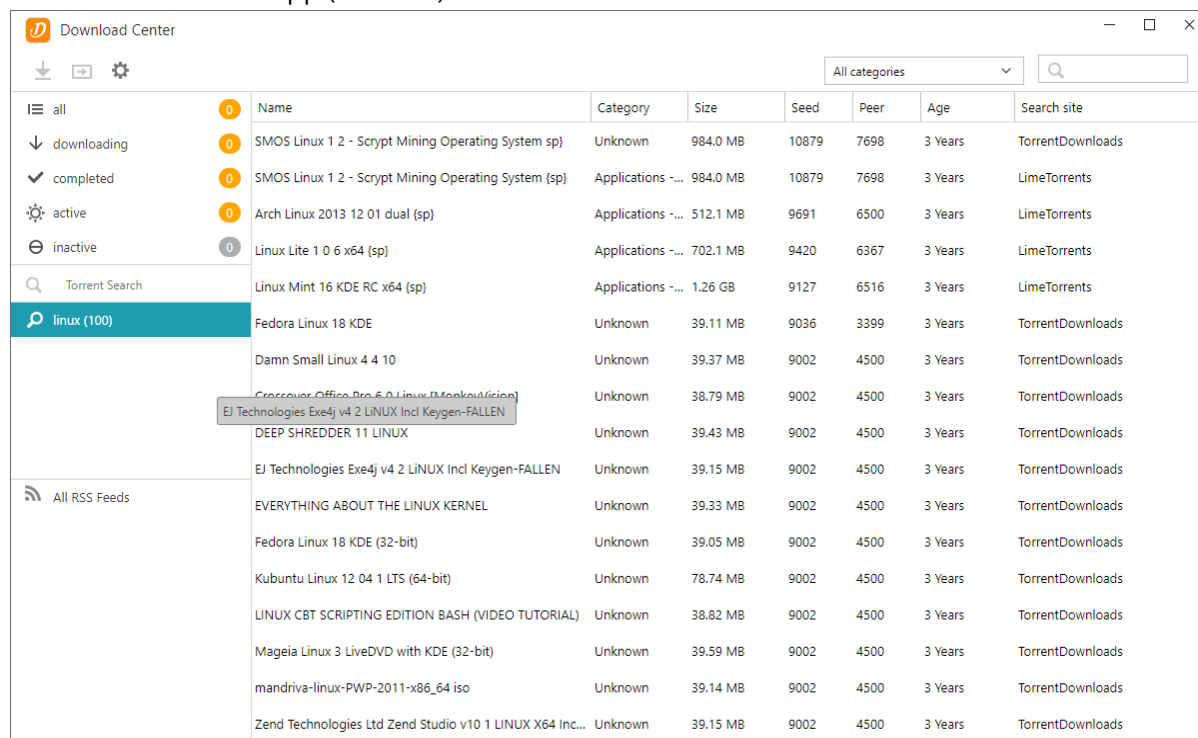 Download Center
All categories
all 0
downloading 0
completed 0
active 0
inactive 0
Torrent Search
linux (100)
All RSS Feeds
Name Category Size Seed Peer Age Search site
SMOS Linux 1 2 - Scrypt Mining Operating System sp} Unknown 984.0 MB 10879 7698 3 Years TorrentDownloads
SMOS Linux 1 2 - Scrypt Mining Operating System {sp} Applications -... 984.0 MB 10879 7698 3 Years LimeTorrents
Arch Linux 2013 12 01 dual {sp} Applications -... 512.1 MB 9691 6500 3 Years LimeTorrents
Linux Lite 1 0 6 x64 {sp} Applications -... 702.1 MB 9420 6367 3 Years LimeTorrents
Linux Mint 16 KDE RC x64 {sp} Applications -... 1.26 GB 9127 6516 3 Years LimeTorrents
Fedora Linux 18 KDE Unknown 39.11 MB 9036 3399 3 Years TorrentDownloads
Damn Small Linux 4 4 10 Unknown 39.37 MB 9002 4500 3 Years TorrentDownloads
Crossover Office Pro 6 0 Linux [MonkeyVision] Unknown 38.79 MB 9002 4500 3 Years TorrentDownloads
EJ Technologies Exe4j v4 2 LiNUX Incl Keygen-FALLEN
DEEP SHREDDER 11 LINUX Unknown 39.43 MB 9002 4500 3 Years TorrentDownloads
EJ Technologies Exe4j v4 2 LiNUX Incl Keygen-FALLEN Unknown 39.15 MB 9002 4500 3 Years TorrentDownloads
EVERYTHING ABOUT THE LINUX KERNEL Unknown 39.33 MB 9002 4500 3 Years TorrentDownloads
Fedora Linux 18 KDE (32-bit) Unknown 39.05 MB 9002 4500 3 Years TorrentDownloads
Kubuntu Linux 12 04 1 LTS (64-bit) Unknown 78.74 MB 9002 4500 3 Years TorrentDownloads
LINUX CBT SCRIPTING EDITION BASH (VIDEO TUTORIAL) Unknown 38.82 MB 9002 4500 3 Years TorrentDownloads
Mageia Linux 3 LiveDVD with KDE (32-bit) Unknown 39.59 MB 9002 4500 3 Years TorrentDownloads
mandriva-linux-PWP-2011-x86_64 iso Unknown 39.14 MB 9002 4500 3 Years TorrentDownloads
Zend Technologies Ltd Zend Studio v10 1 LINUX X64 Inc... Unknown 39.15 MB 9002 4500 3 Years TorrentDownloads